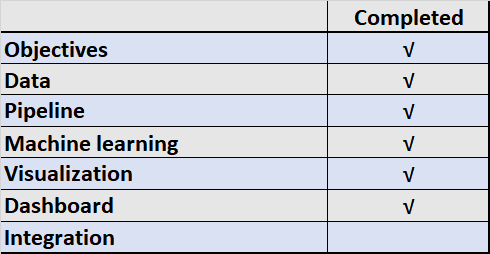 Completed
Objectives √
Data √
Pipeline √
Machine learning √
Visualization √
Dashboard √
Integration